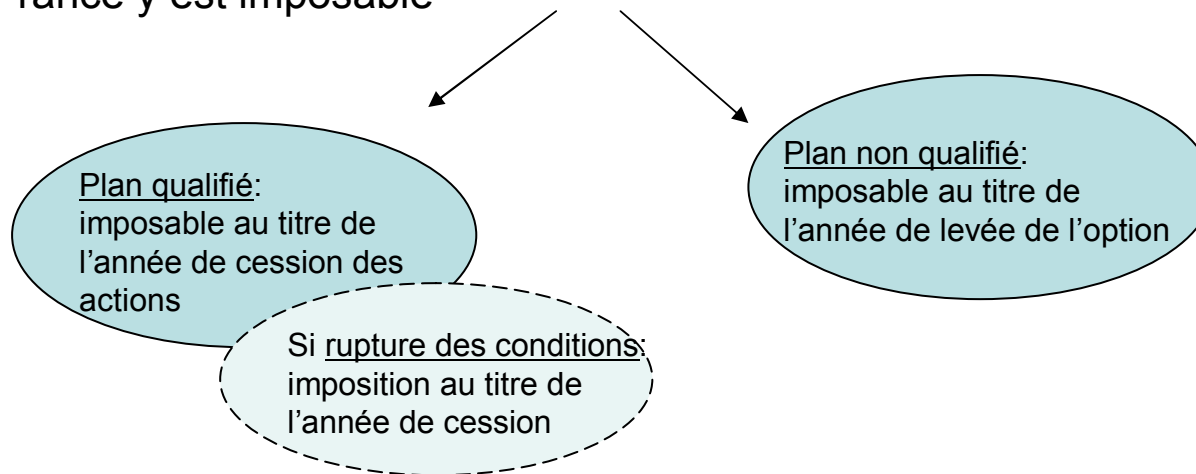 rance y est imposable
Plan qualifié:
imposable au titre de
l’année de cession des
actions
Plan non qualifié:
imposable au titre de
l’année de levée de l’option
Si rupture des conditions:
imposition au titre de
l’année de cession